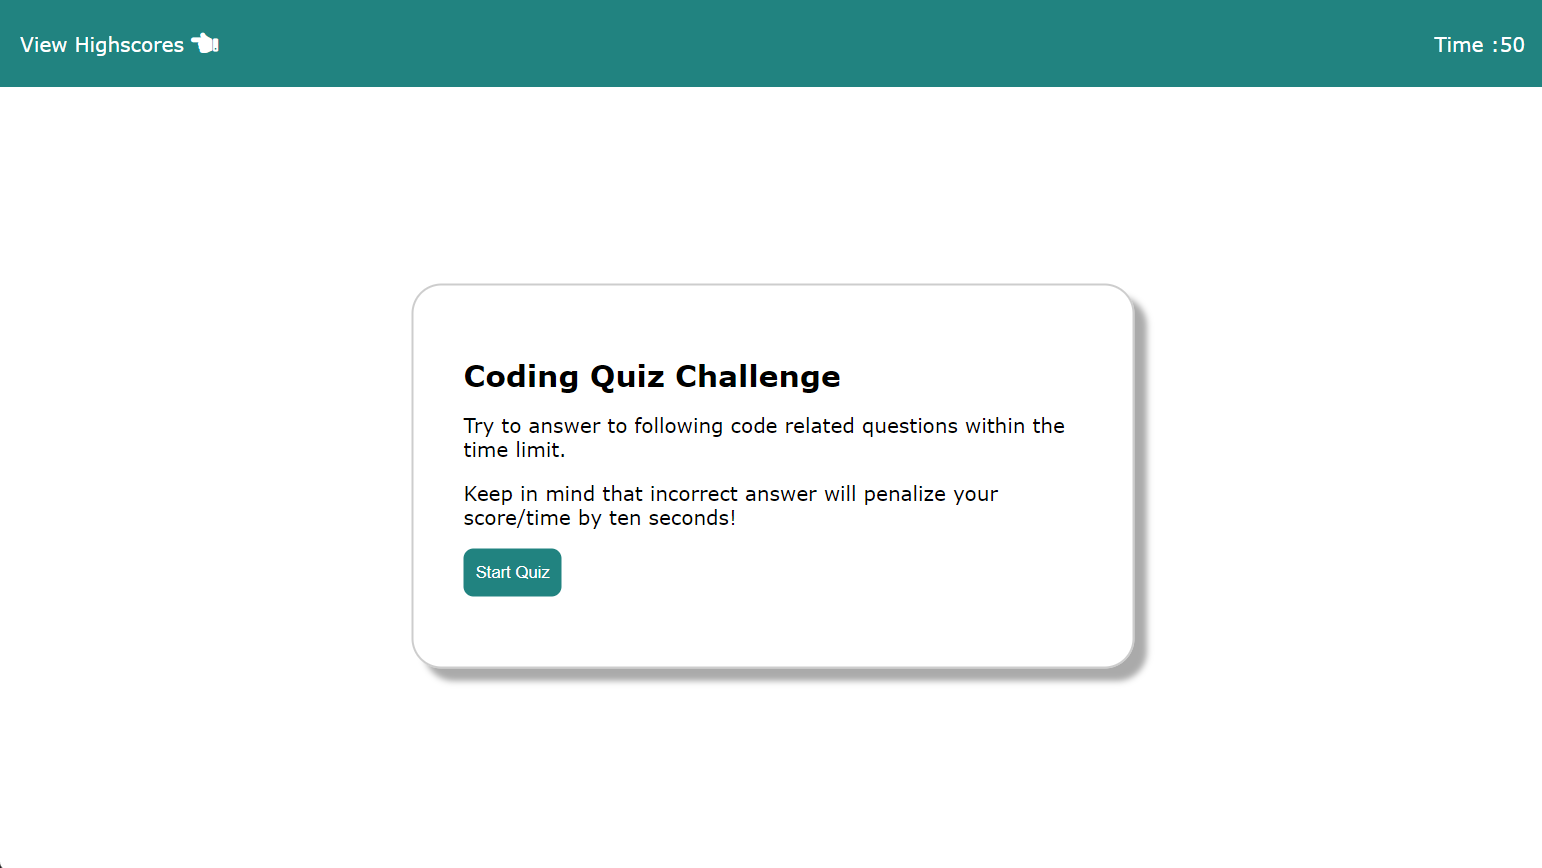 View Highscores
Time :50
Coding Quiz Challenge
Try to answer to following code related questions within the
time limit.
Keep in mind that incorrect answer will penalize your
score/time by ten seconds!
Start Quiz